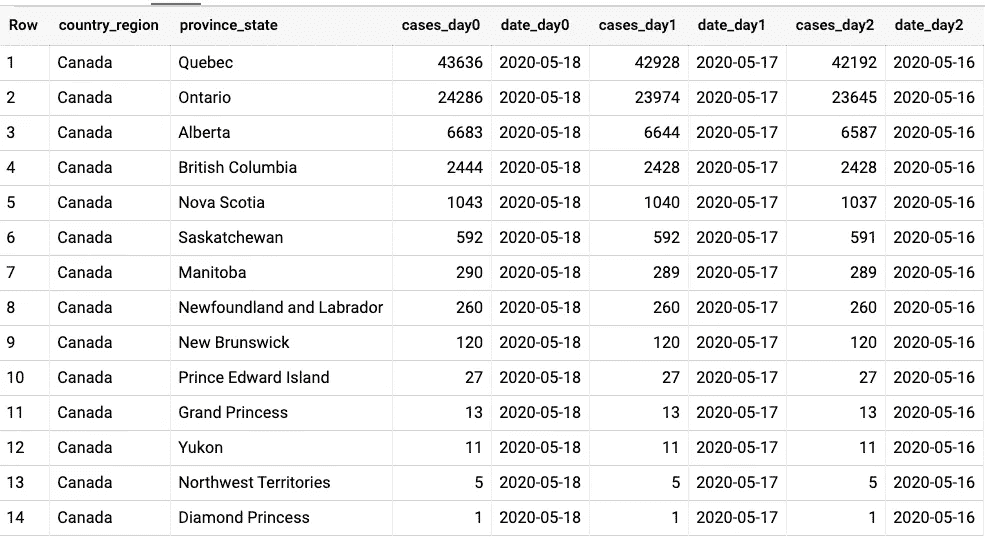 Row country_region province_state cases_day0 date_day0 cases_day1 date_day1 cases_day2 date_day2
1 Canada Quebec 43636 2020-05-18 42928 2020-05-17 42192 2020-05-16
2 Canada Ontario 24286 2020-05-18 23974 2020-05-17 23645 2020-05-16
3 Canada Alberta 6683 2020-05-18 6644 2020-05-17 6587 2020-05-16
4 Canada British Columbia 2444 2020-05-18 2428 2020-05-17 2428 2020-05-16
5 Canada Nova Scotia 1043 2020-05-18 1040 2020-05-17 1037 2020-05-16
6 Canada Saskatchewan 592 2020-05-18 592 2020-05-17 591 2020-05-16
7 Canada Manitoba 290 2020-05-18 289 2020-05-17 289 2020-05-16
8 Canada Newfoundland and Labrador 260 2020-05-18 260 2020-05-17 260 2020-05-16
9 Canada New Brunswick 120 2020-05-18 120 2020-05-17 120 2020-05-16
10 Canada Prince Edward Island 27 2020-05-18 27 2020-05-17 27 2020-05-16
11 Canada Grand Princess 13 2020-05-18 13 2020-05-17 13 2020-05-16
12 Canada Yukon 11 2020-05-18 11 2020-05-17 11 2020-05-16
13 Canada Northwest Territories 5 2020-05-18 5 2020-05-17 5 2020-05-16
14 Canada Diamond Princess 1 2020-05-18 1 2020-05-17 1 2020-05-16